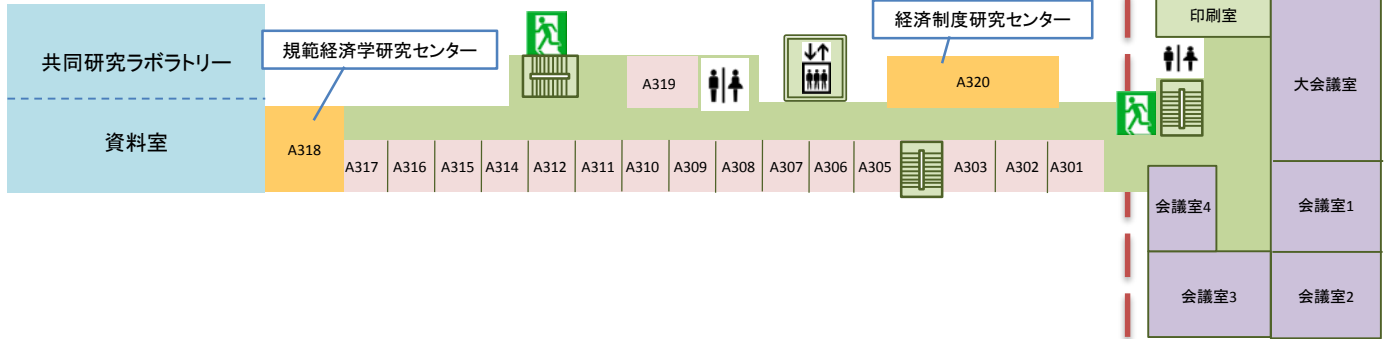 印刷室
経済制度研究センター
規範経済学研究センター
共同研究ラボラトリー
A319
A320
大会議室
資料室
A318
A317
A316
A315
A314
A312
A311
A310
A309
A308
A307
A306
A305
A303
A302
A301
会議室4
会議室1
会議室3
会議室2